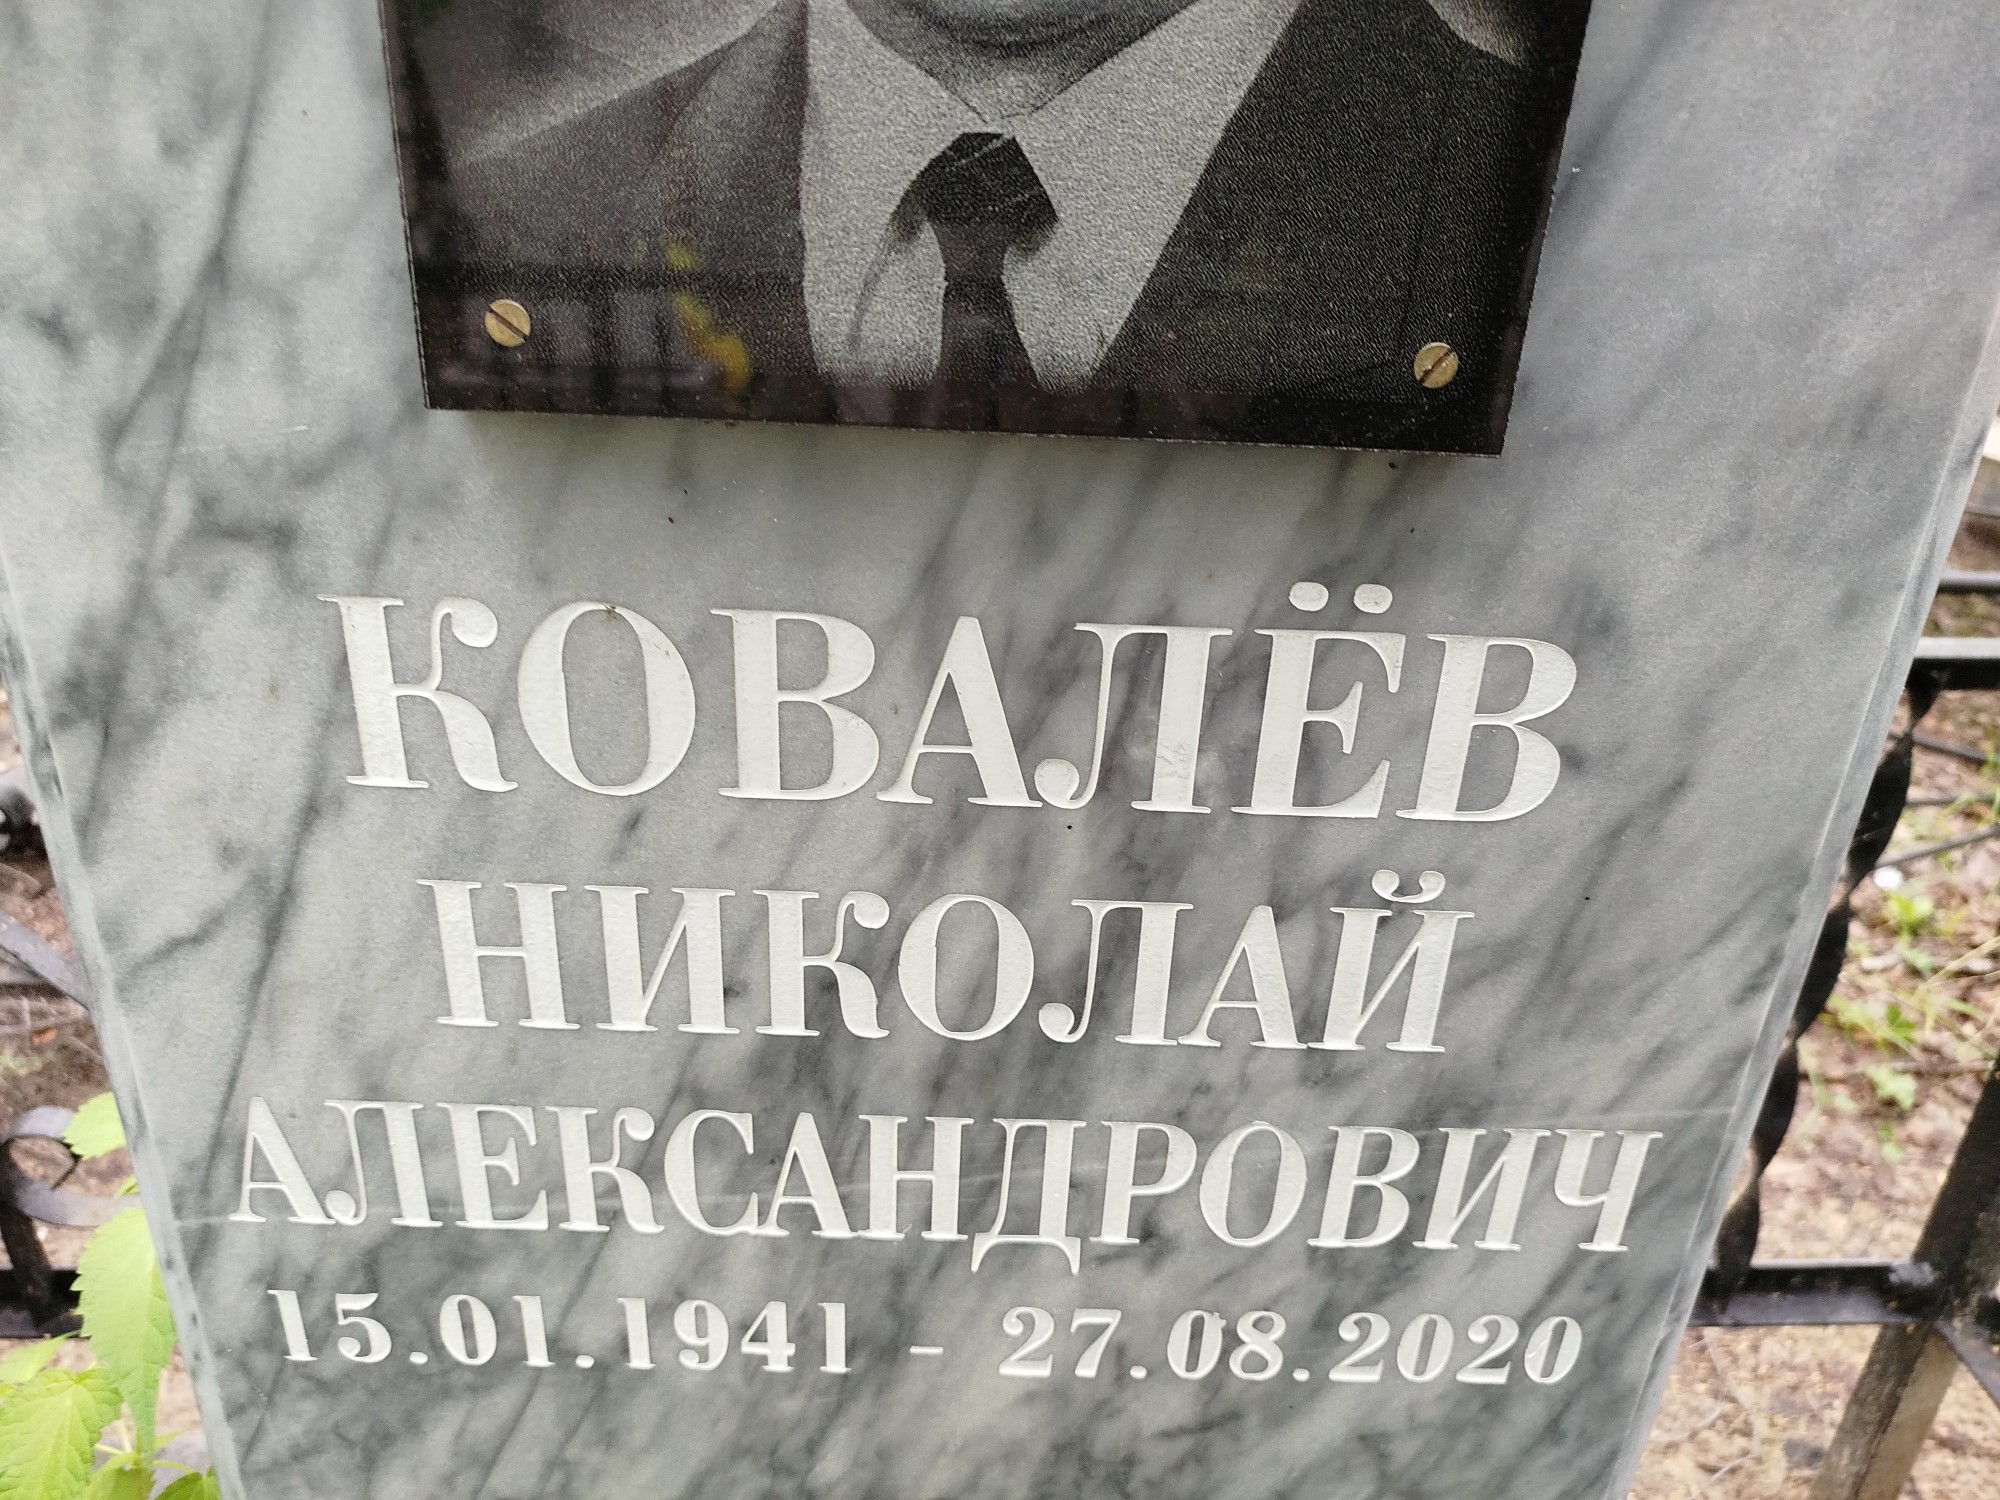 КОВАЛЁВ
НИКОЛАЙ
АЛЕКСАНДРОВИЧ
15.01.1941 - 27.08.2020